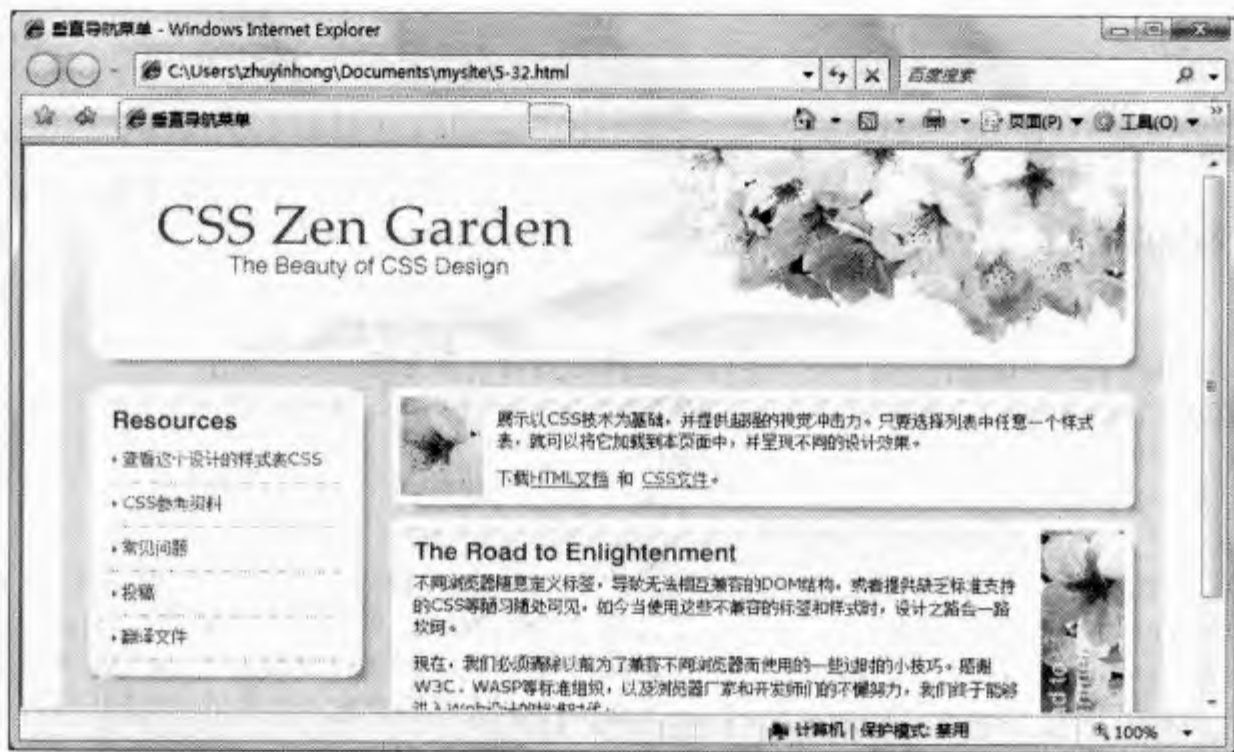 垂直导航菜单 - Windows Internet Explorer
C:\Users\zhuyinhong\Documents\mysite\5-32.html
百度搜索
垂直导航菜单
页面(P)
工具(O)
CSS Zen Garden
The Beauty of CSS Design
Resources
查看这个设计的样式表CSS
CSS参考资料
常见问题
投稿
翻译文件
展示以CSS技术为基础，并提供超强的视觉冲击力。只要选择列表中任意一个样式
表，就可以将它加载到本页面中，并呈现不同的设计效果。
下载HTML文档 和 CSS文件。
The Road to Enlightenment
不同浏览器随意定义标签，导致无法相互兼容的DOM结构，或者提供缺乏标准支持
的CSS等陋习随处可见，如今当使用这些不兼容的标签和样式时，设计之路会一路
坎坷。
现在，我们必须清除以前为了兼容不同浏览器而使用的一些过时的小技巧。感谢
W3C、WASP等标准组织，以及浏览器厂家和开发师们的不懈努力，我们终于能够
进入Web设计的标准时代。
计算机 | 保护模式: 禁用
100%